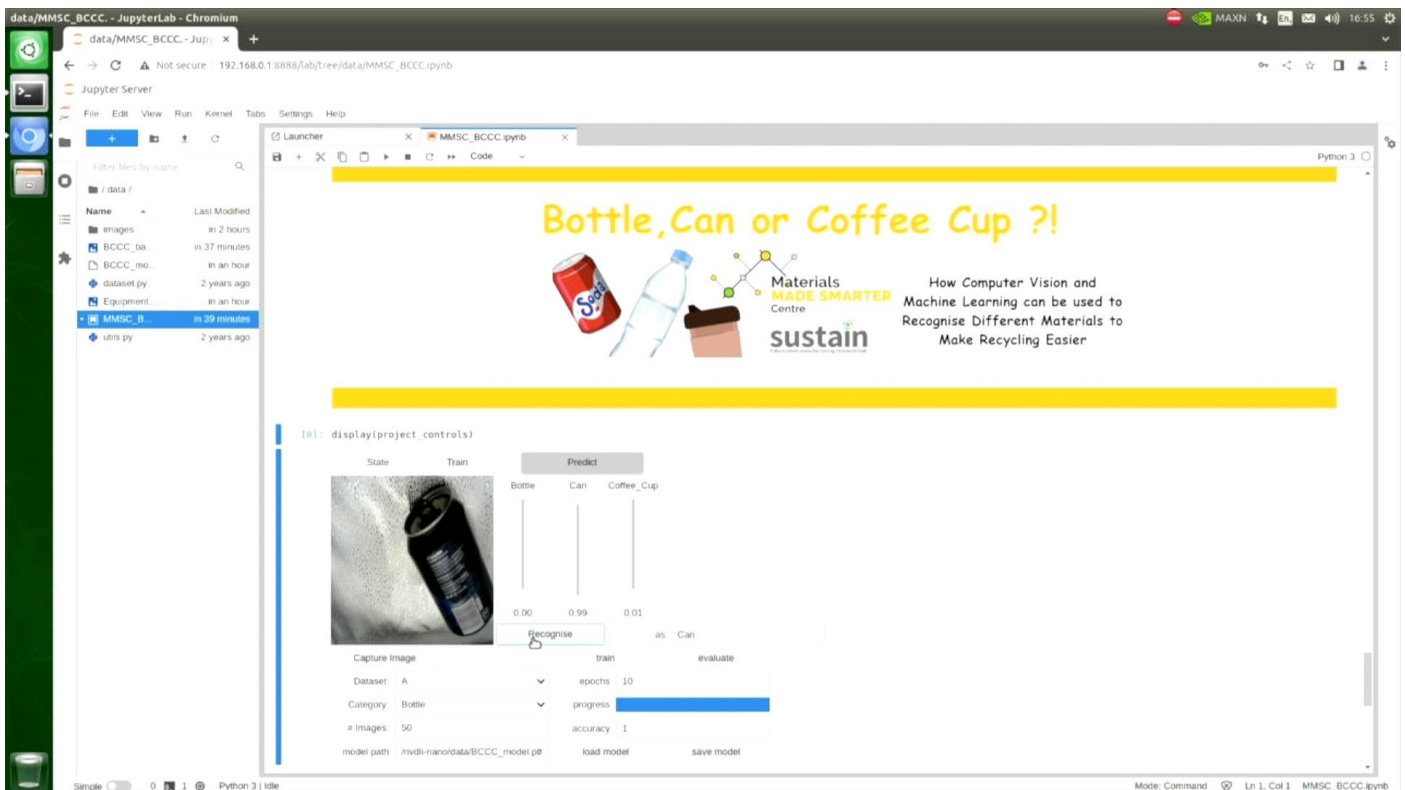 data/MMSC_BCCC. - JupyterLab - Chromium
MAXN En 16:55
data/MMSC_BCCC. - Jupy × +
Not secure 192.168.0.1:8888/lab/tree/data/MMSC_BCCC.ipynb
Jupyter Server
File Edit View Run Kernel Tabs Settings Help
Launcher × MMSC_BCCC.ipynb ×
Code Python 3
Filter files by name
/ data /
Name Last Modified
images in 2 hours
BCCC_ba... in 37 minutes
BCCC_mo... in an hour
dataset.py 2 years ago
Equipment... in an hour
MMSC_B... in 39 minutes
utils.py 2 years ago
Bottle,Can or Coffee Cup ?!
Soda
Materials
MADE SMARTER
Centre
sustain
How Computer Vision and
Machine Learning can be used to
Recognise Different Materials to
Make Recycling Easier
[8]: display(project_controls)
State Train Predict
Bottle Can Coffee_Cup
0.00 0.99 0.01
Recognise as Can
Capture Image train evaluate
Dataset: A epochs 10
Category: Bottle progress
# Images: 50 accuracy 1
model path /nvdli-nano/data/BCCC_model.pt load model save model
Simple 0 1 Python 3 | Idle Mode: Command Ln 1, Col 1 MMSC_BCCC.ipynb